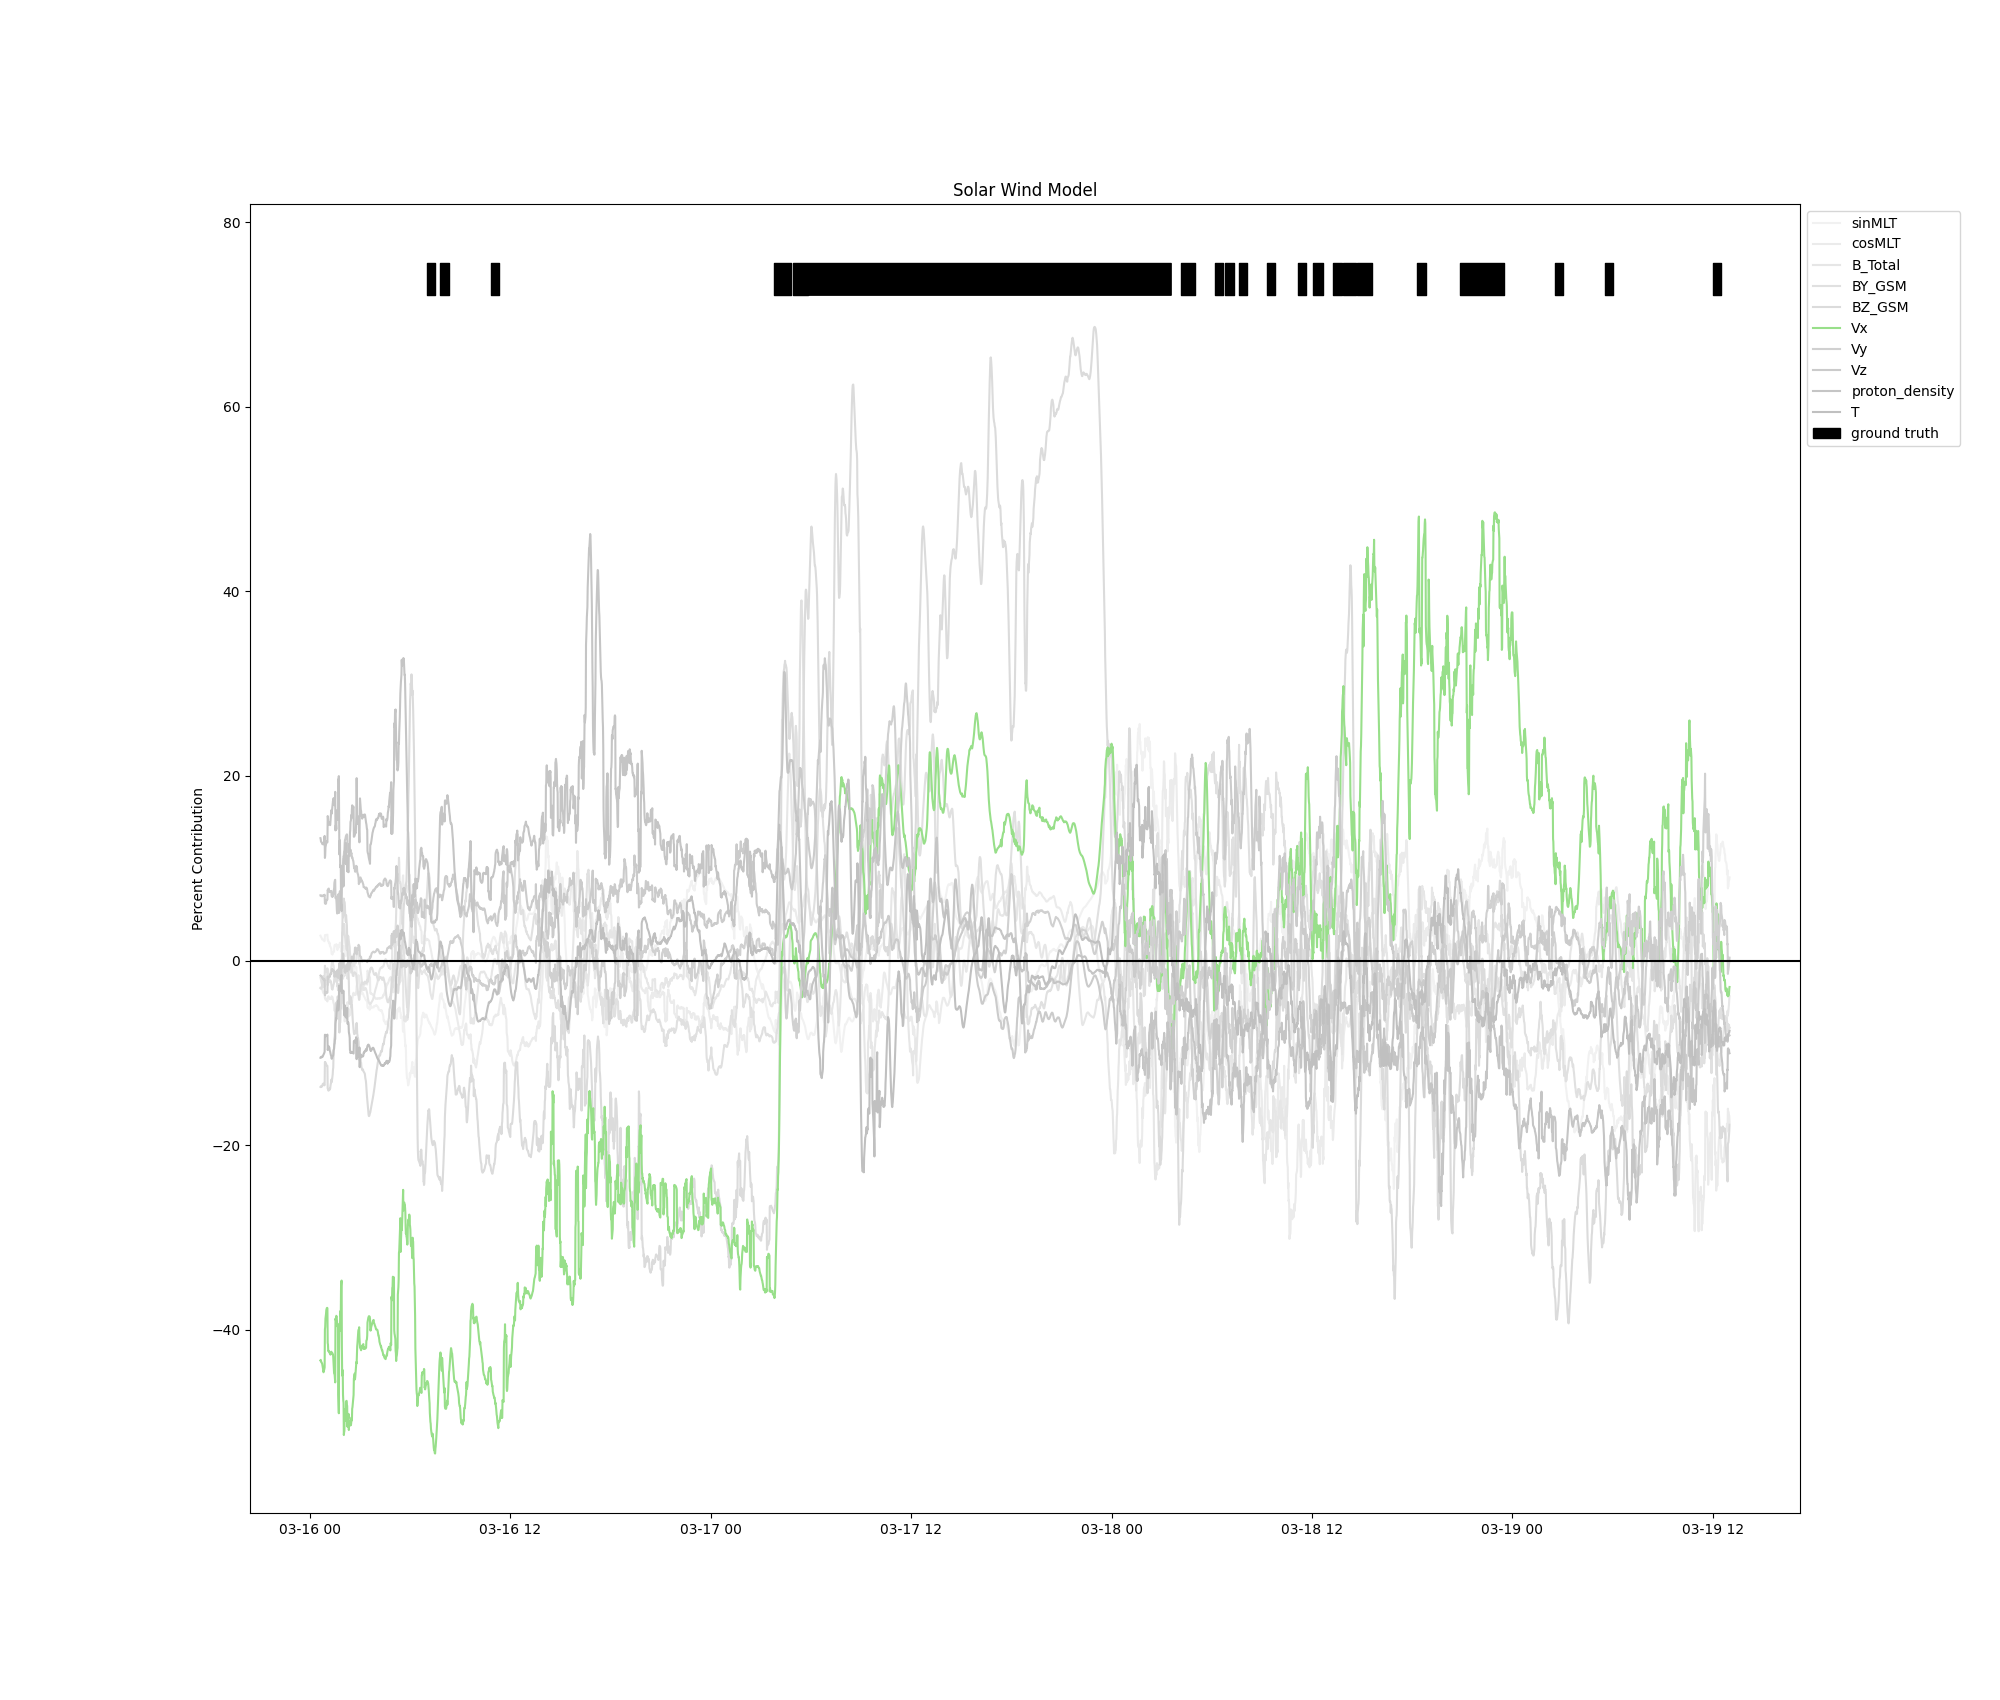 Solar Wind Model
80
60
40
20
0
−20
−40
Percent Contribution
03-16 00
03-16 12
03-17 00
03-17 12
03-18 00
03-18 12
03-19 00
03-19 12
sinMLT
cosMLT
B_Total
BY_GSM
BZ_GSM
Vx
Vy
Vz
proton_density
T
ground truth